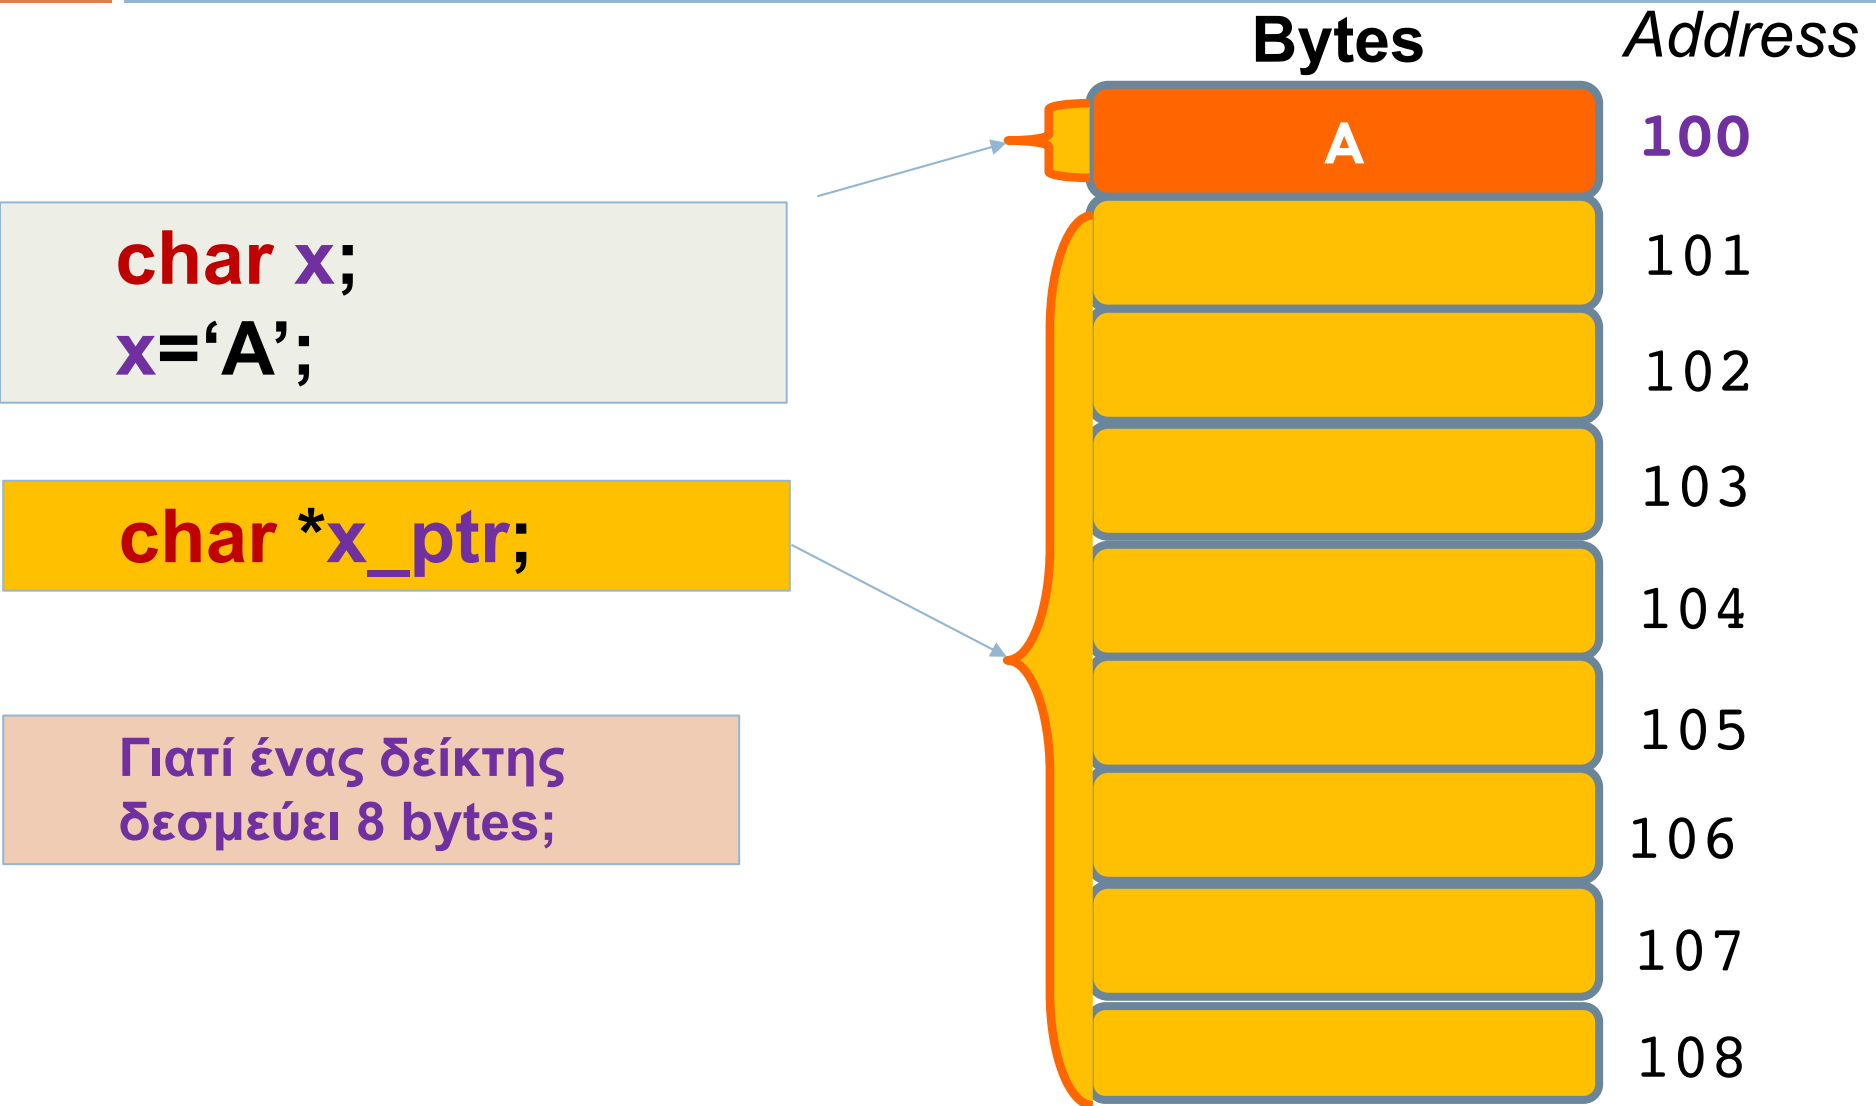 Bytes Address
A 100
char x;
x=‘A’;
101
102
103
char *x_ptr;
104
105
Γιατί ένας δείκτης
δεσμεύει 8 bytes;
106
107
108